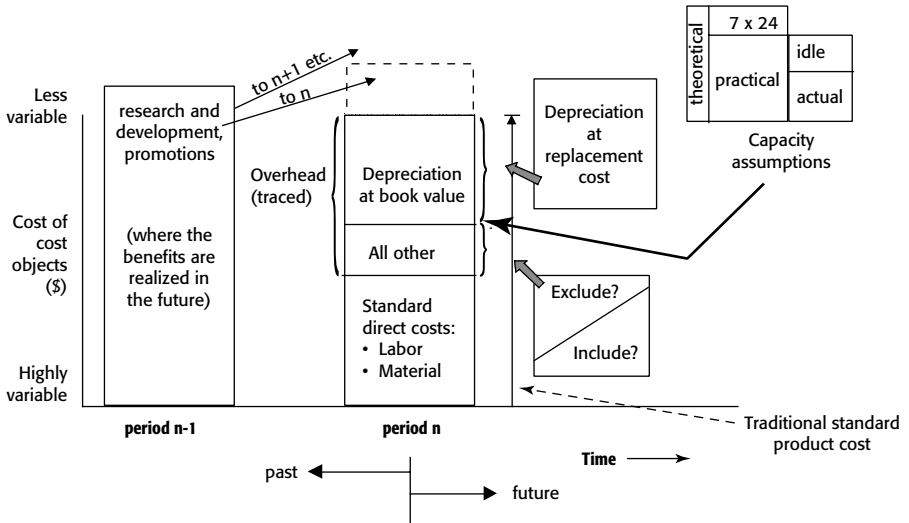 Less
variable
Cost of
cost
objects
($)
Highly
variable
research and
development,
promotions
(where the
benefits are
realized in
the future)
to n+1 etc.
to n
Overhead
(traced)
Depreciation
at book value
All other
Standard
direct costs:
• Labor
• Material
Depreciation
at
replacement
cost
Exclude?
Include?
theoretical
7 x 24
practical
idle
actual
Capacity
assumptions
Traditional standard
product cost
period n-1
period n
Time
past
future